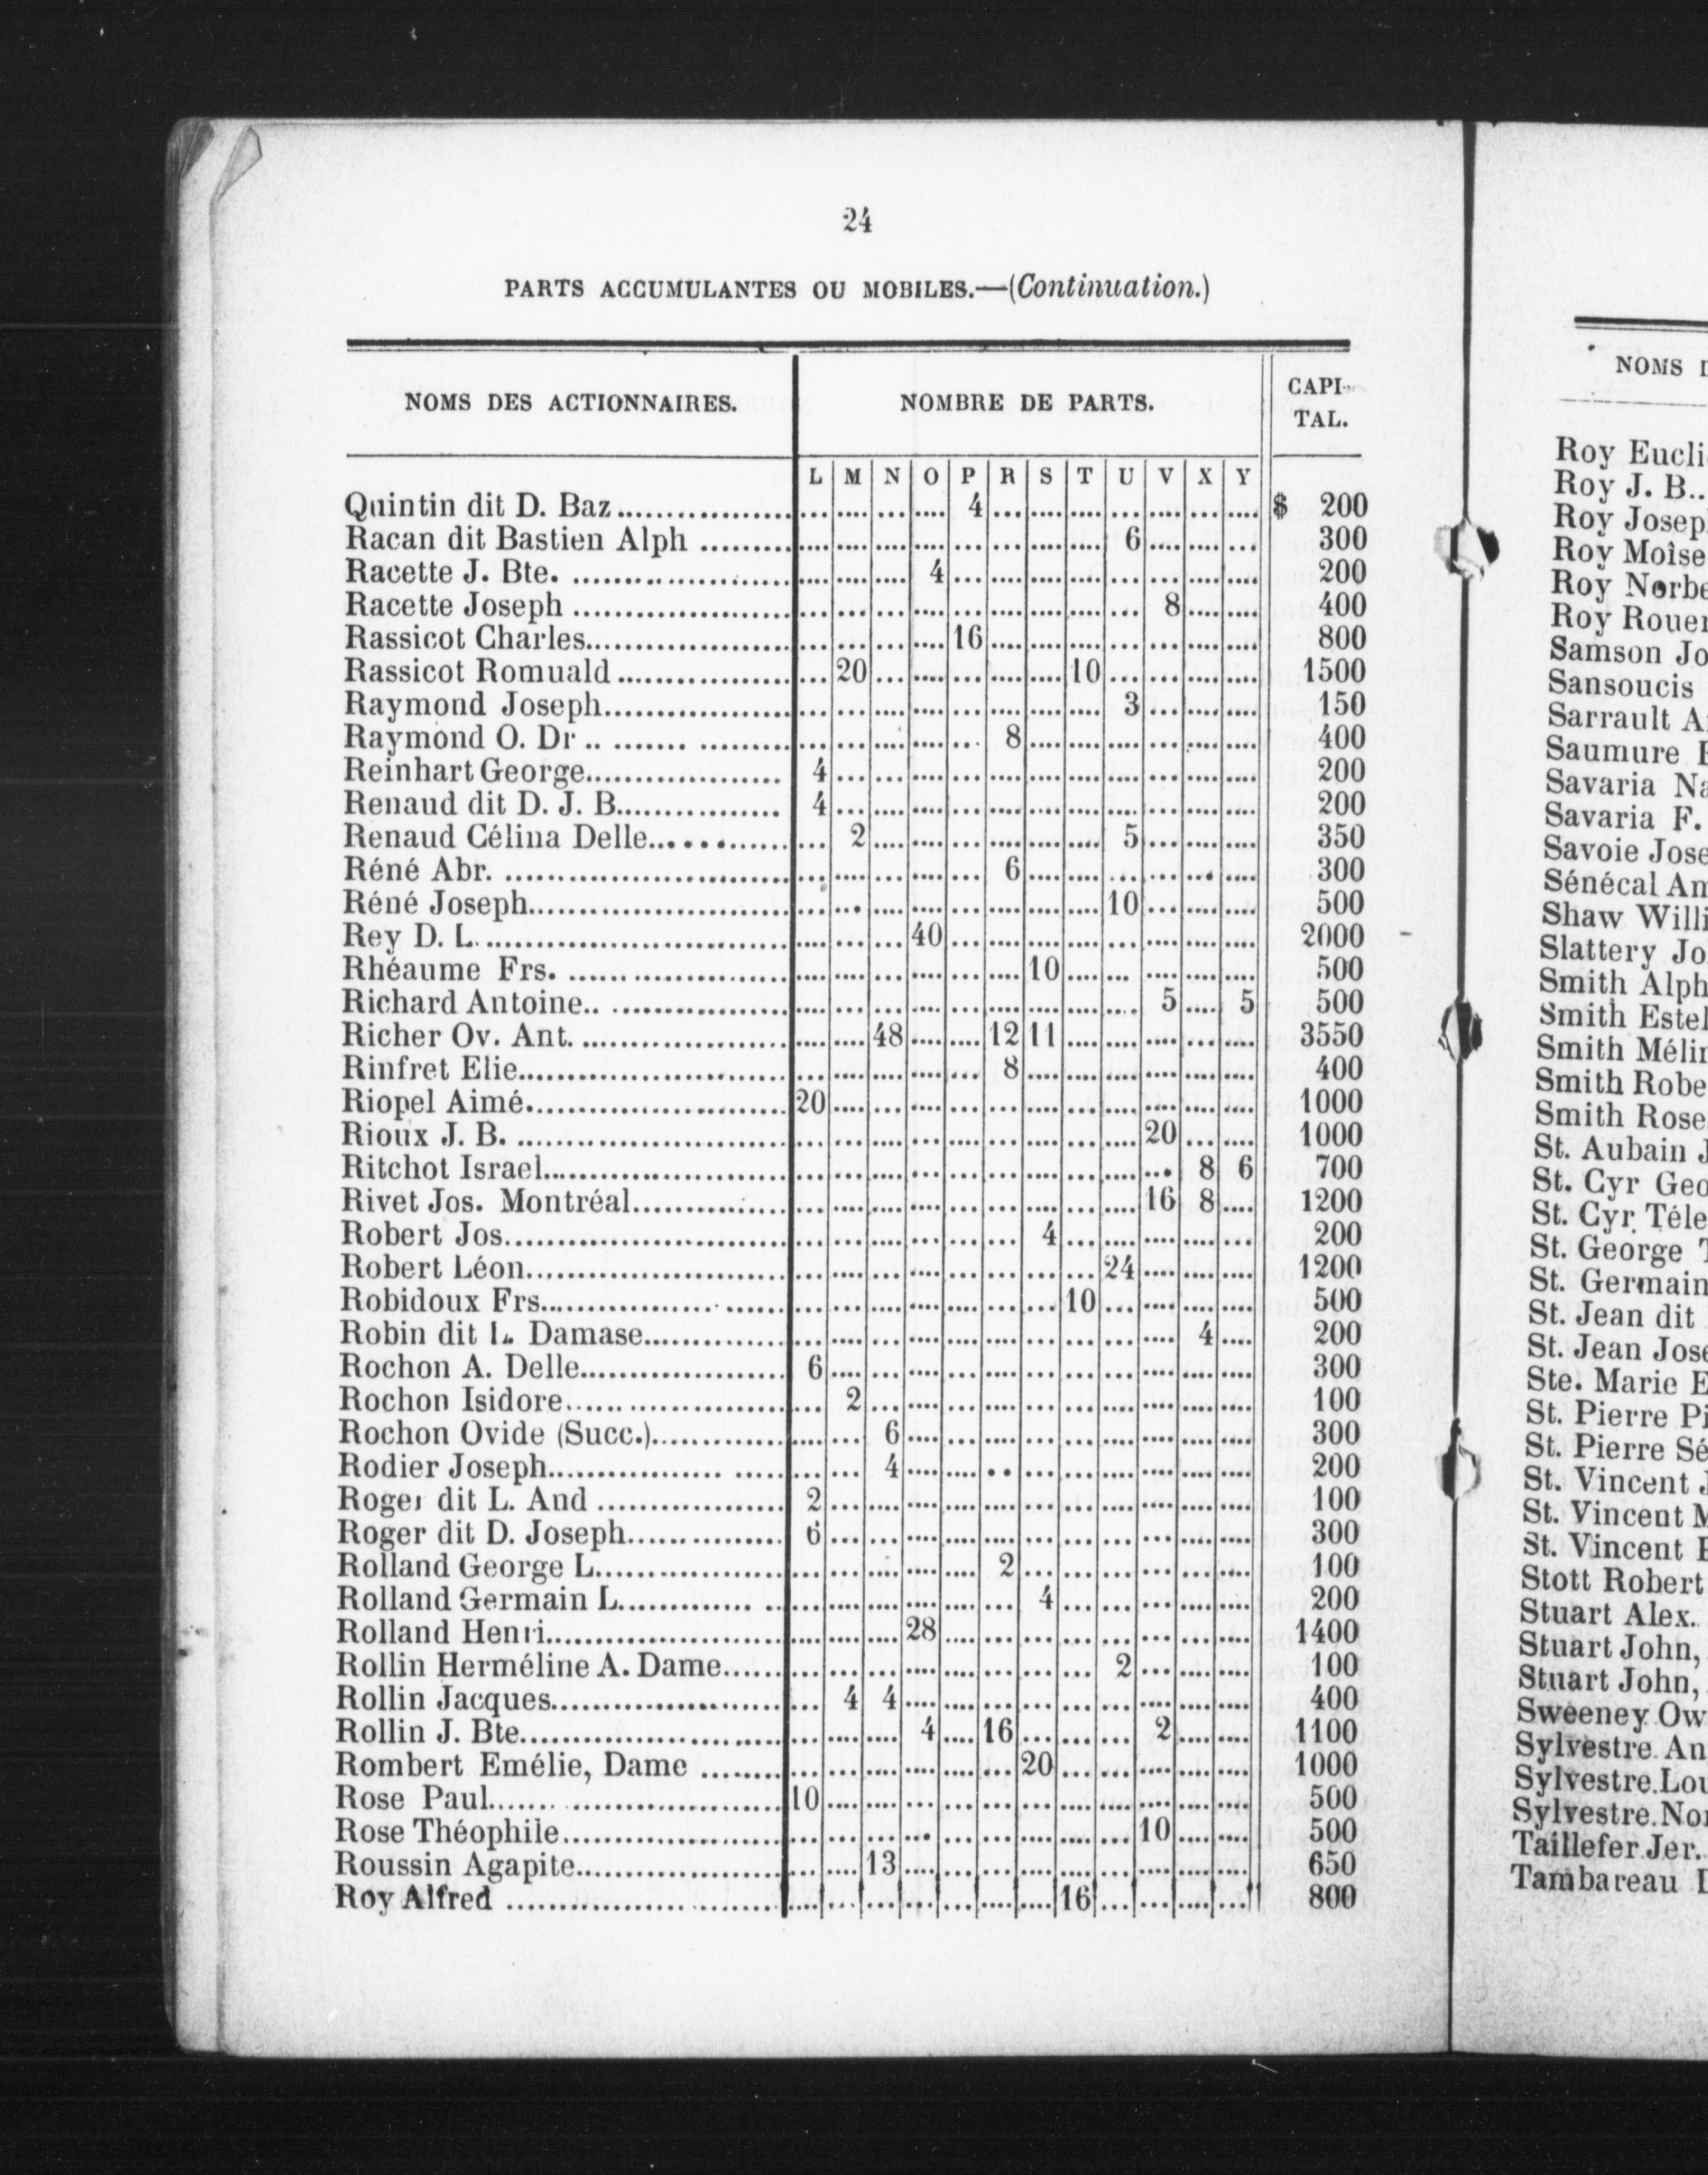 24
PARTS ACCUMULANTES OU MOBILES.—(Continuation.)
NOMS DES ACTIONNAIRES. NOMBRE DE PARTS. CAPI-
TAL.
L M N O P R S T U V X Y
Quintin dit D. Baz 4 $ 200
Racan dit Bastien Alph 6 300
Racette J. Bte. 4 200
Racette Joseph 8 400
Rassicot Charles 16 800
Rassicot Romuald 20 10 1500
Raymond Joseph 3 150
Raymond O. Dr 8 400
Reinhart George 4 200
Renaud dit D. J. B. 4 200
Renaud Célina Delle 2 5 350
Réné Abr. 6 300
Réné Joseph 10 500
Rey D. L. 40 2000
Rhéaume Frs. 10 500
Richard Antoine 5 5 500
Richer Ov. Ant. 48 12 11 3550
Rinfret Elie 8 400
Riopel Aimé 20 1000
Rioux J. B. 20 1000
Ritchot Israel 8 6 700
Rivet Jos. Montréal 16 8 1200
Robert Jos. 4 200
Robert Léon 24 1200
Robidoux Frs. 10 500
Robin dit L. Damase 4 200
Rochon A. Delle 6 300
Rochon Isidore 2 100
Rochon Ovide (Succ.) 6 300
Rodier Joseph 4 200
Roger dit L. And 2 100
Roger dit D. Joseph 6 300
Rolland George L. 2 100
Rolland Germain L. 4 200
Rolland Henri 28 1400
Rollin Herméline A. Dame 2 100
Rollin Jacques 4 4 400
Rollin J. Bte. 4 16 2 1100
Rombert Emélie, Dame 20 1000
Rose Paul 10 500
Rose Théophile 10 500
Roussin Agapite 13 650
Roy Alfred 16 800
NOMS
Roy
Roy J. B.
Roy
Roy Moïse
Roy
Roy
Samson
Sansoucis
Sarrault
Saumure
Savaria
Savaria F.
Savoie
Sénécal
Shaw
Slattery
Smith
Smith
Smith
Smith
Smith
St. Aubain
St. Cyr
St. Cyr
St. George
St. Germain
St. Jean dit
St. Jean
Ste. Marie
St. Pierre
St. Pierre
St. Vincent
St. Vincent
St. Vincent
Stott Robert
Stuart Alex.
Stuart John,
Stuart John,
Sweeney
Sylvestre
Sylvestre
Sylvestre
Taillefer Jer.
Tambareau